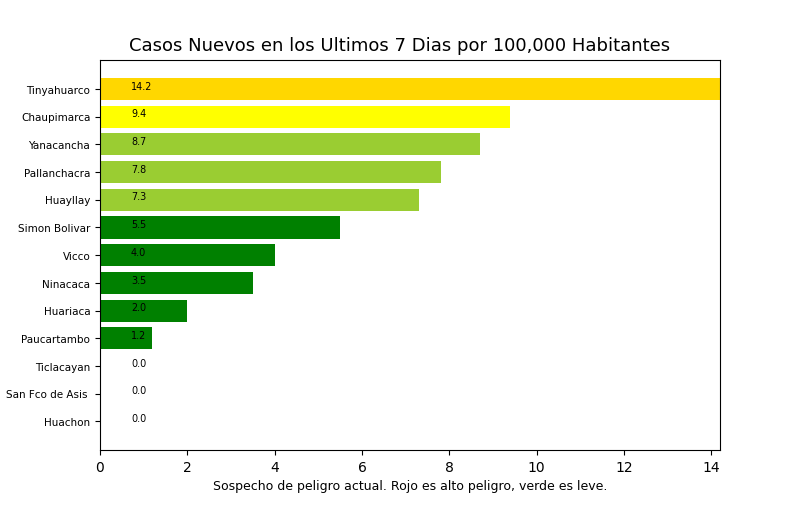 Casos Nuevos en los Ultimos 7 Dias por 100,000 Habitantes
Tinyahuarco 14.2
Chaupimarca 9.4
Yanacancha 8.7
Pallanchacra 7.8
Huayllay 7.3
Simon Bolivar 5.5
Vicco 4.0
Ninacaca 3.5
Huariaca 2.0
Paucartambo 1.2
Ticlacayan 0.0
San Fco de Asis 0.0
Huachon 0.0
0 2 4 6 8 10 12 14
Sospecho de peligro actual. Rojo es alto peligro, verde es leve.